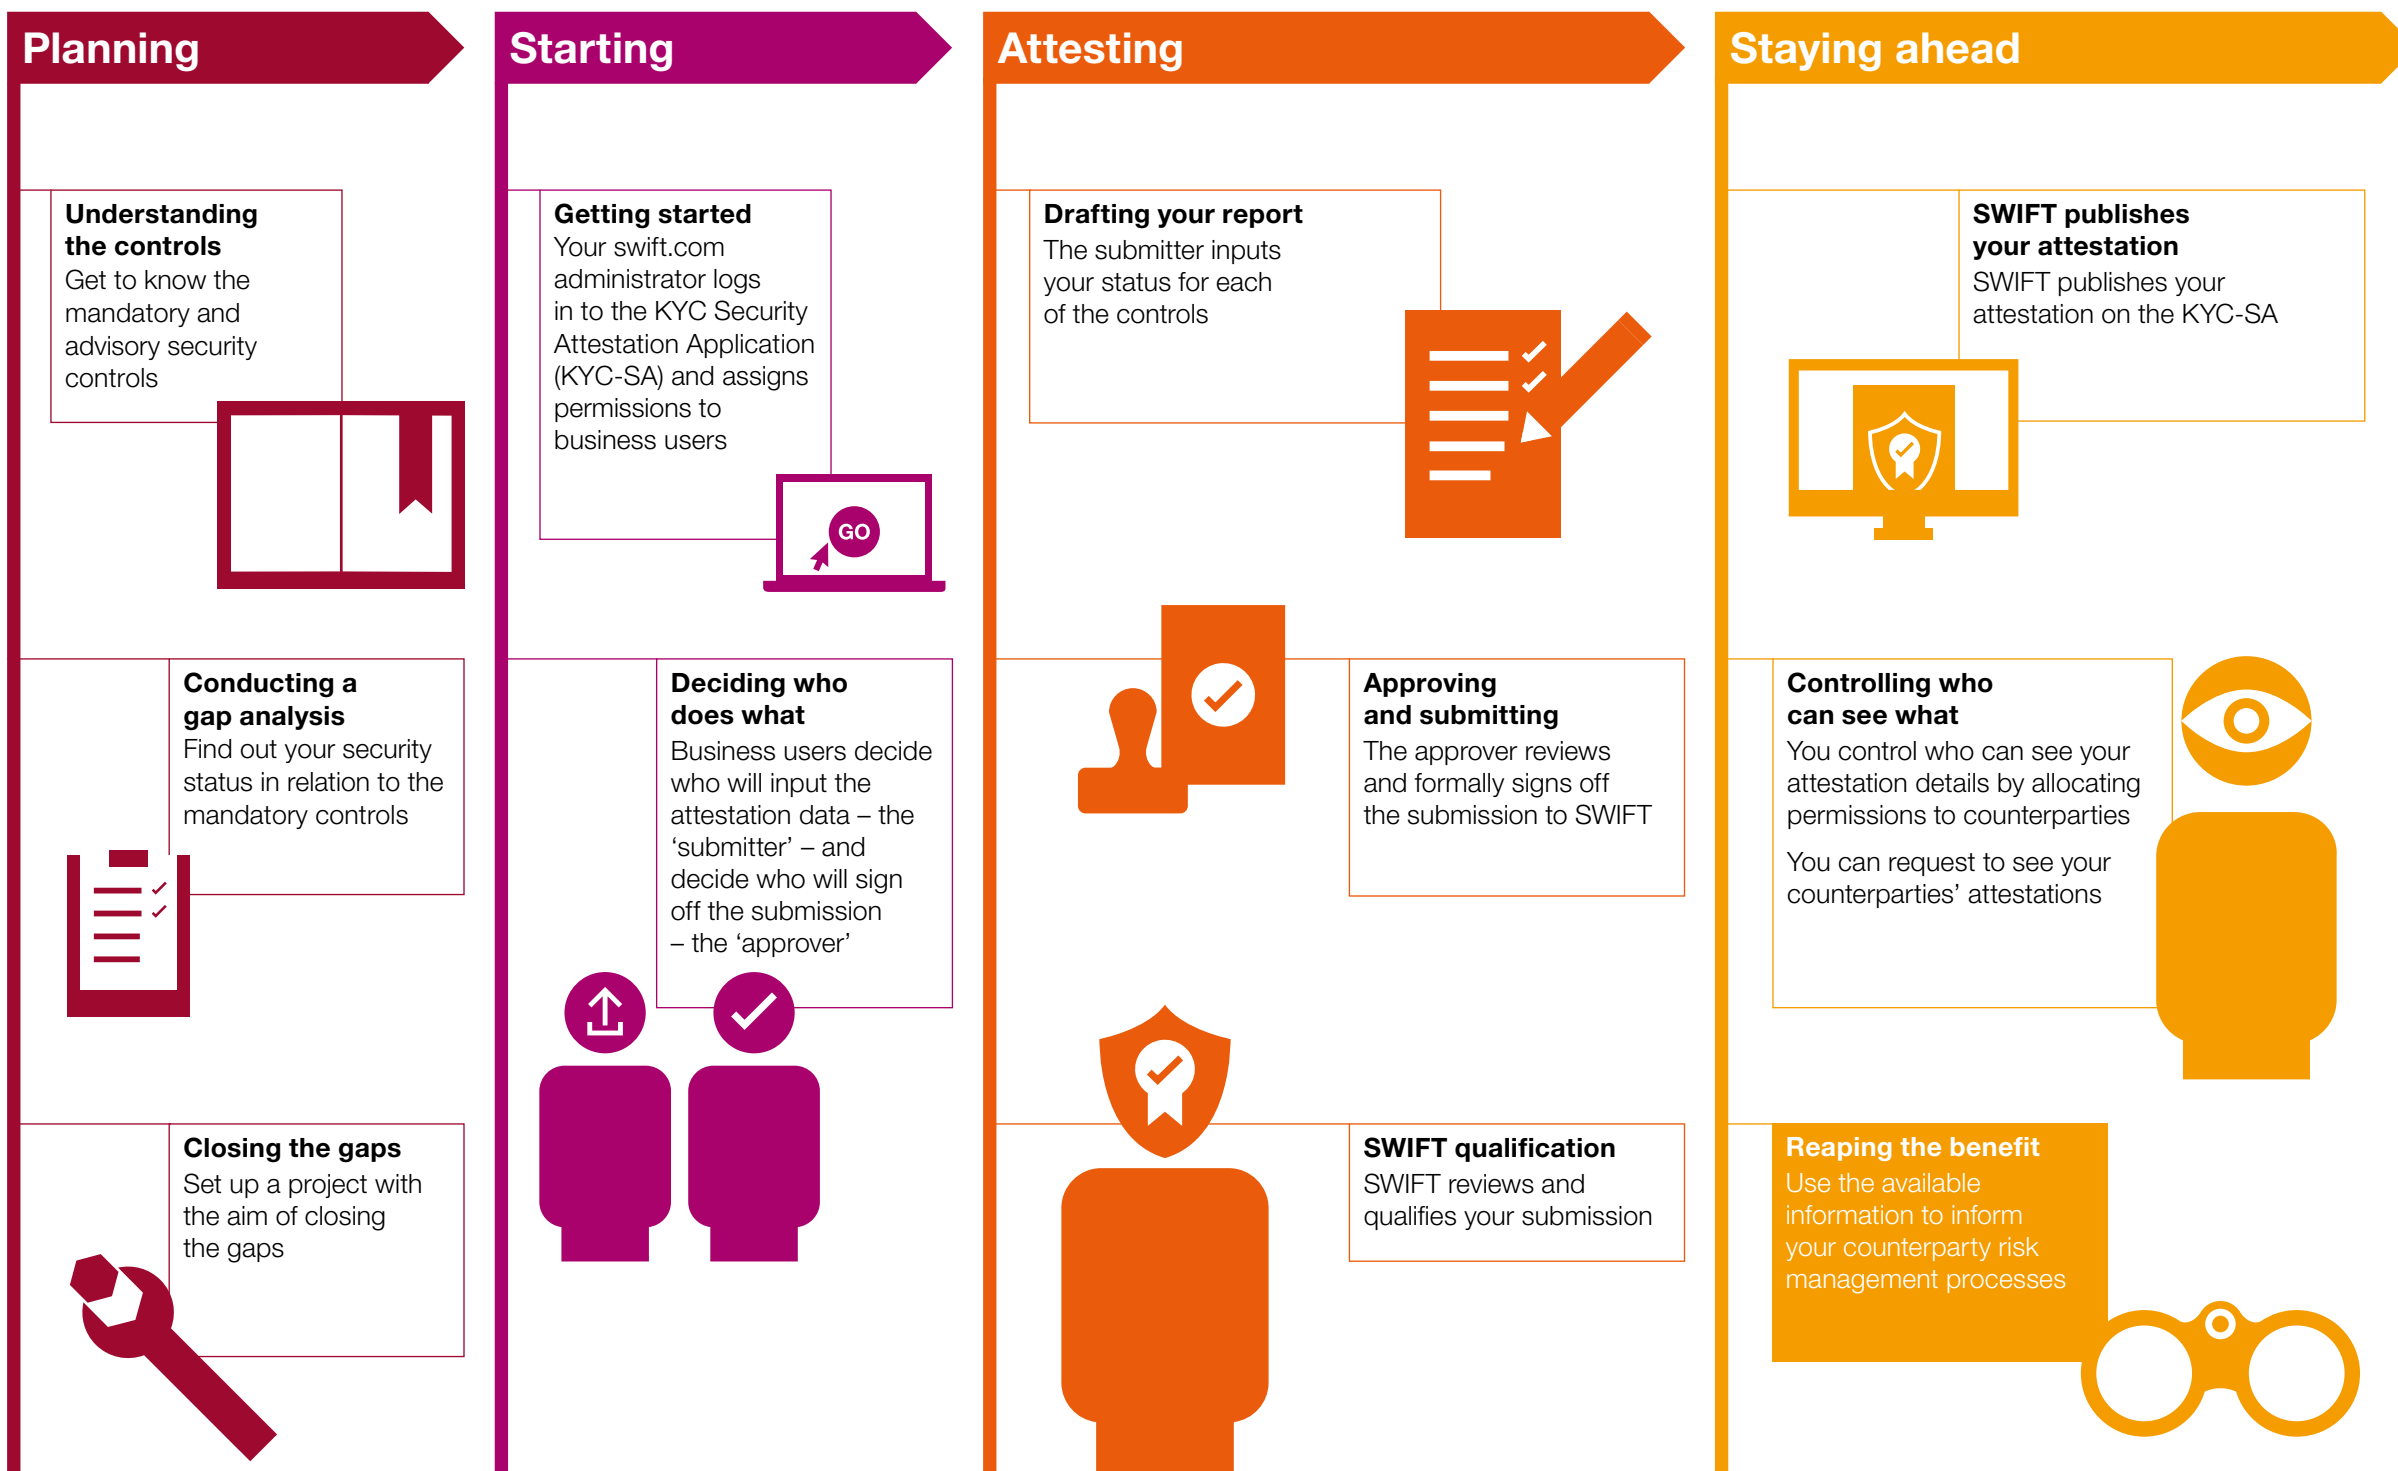 Planning
Understanding
the controls
Get to know the
mandatory and
advisory security
controls
Conducting a
gap analysis
Find out your security
status in relation to the
mandatory controls
Closing the gaps
Set up a project with
the aim of closing
the gaps
Starting
Getting started
Your swift.com
administrator logs
in to the KYC Security
Attestation Application
(KYC-SA) and assigns
permissions to
business users
GO
Deciding who
does what
Business users decide
who will input the
attestation data – the
‘submitter’ – and
decide who will sign
off the submission
– the ‘approver’
Attesting
Drafting your report
The submitter inputs
your status for each
of the controls
Approving
and submitting
The approver reviews
and formally signs off
the submission to SWIFT
SWIFT qualification
SWIFT reviews and
qualifies your submission
Staying ahead
SWIFT publishes
your attestation
SWIFT publishes your
attestation on the KYC-SA
Controlling who
can see what
You control who can see your
attestation details by allocating
permissions to counterparties
You can request to see your
counterparties’ attestations
Reaping the benefit
Use the available
information to inform
your counterparty risk
management processes